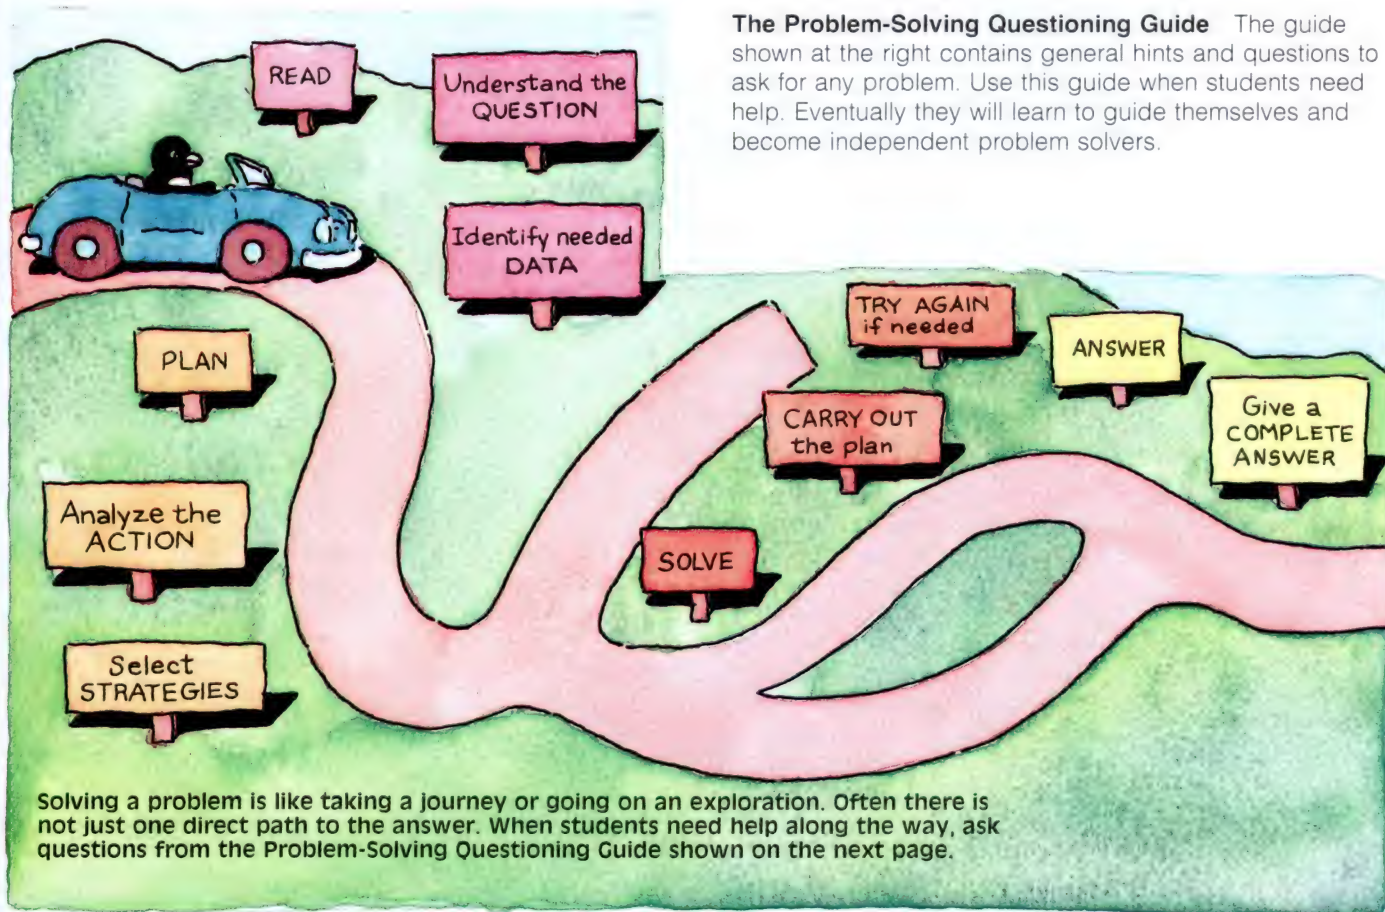 The Problem-Solving Questioning Guide The guide
shown at the right contains general hints and questions to
ask for any problem. Use this guide when students need
help. Eventually they will learn to guide themselves and
become independent problem solvers.
READ
Understand the
QUESTION
Identify needed
DATA
PLAN
Analyze the
ACTION
Select
STRATEGIES
SOLVE
CARRY OUT
the plan
TRY AGAIN
if needed
ANSWER
Give a
COMPLETE
ANSWER
Solving a problem is like taking a journey or going on an exploration. Often there is
not just one direct path to the answer. When students need help along the way, ask
questions from the Problem-Solving Questioning Guide shown on the next page.